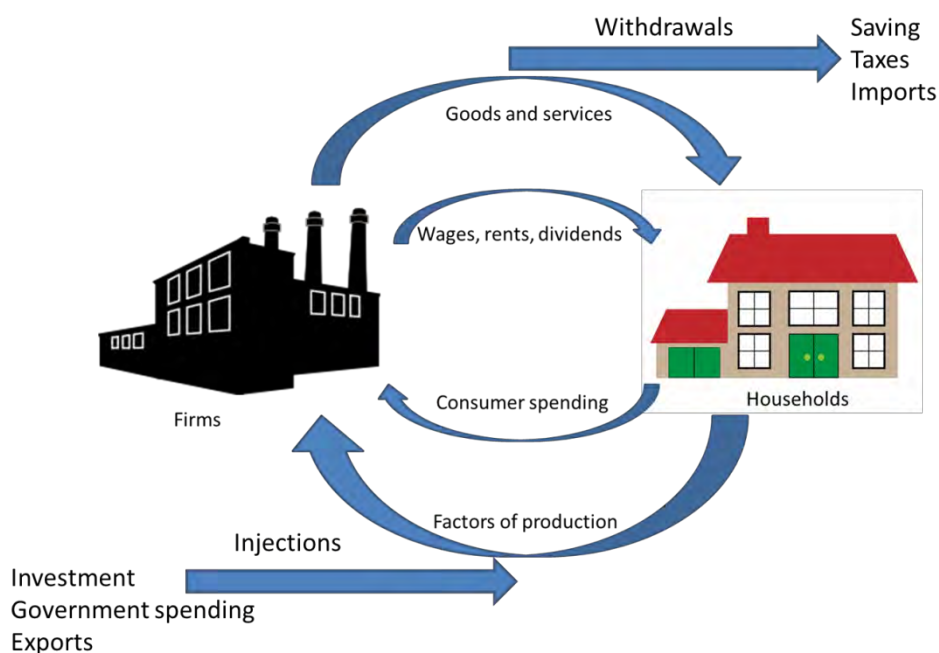 Withdrawals
Saving
Taxes
Imports
Goods and services
Wages, rents, dividends
Consumer spending
Households
Firms
Factors of production
Injections
Investment
Government spending
Exports